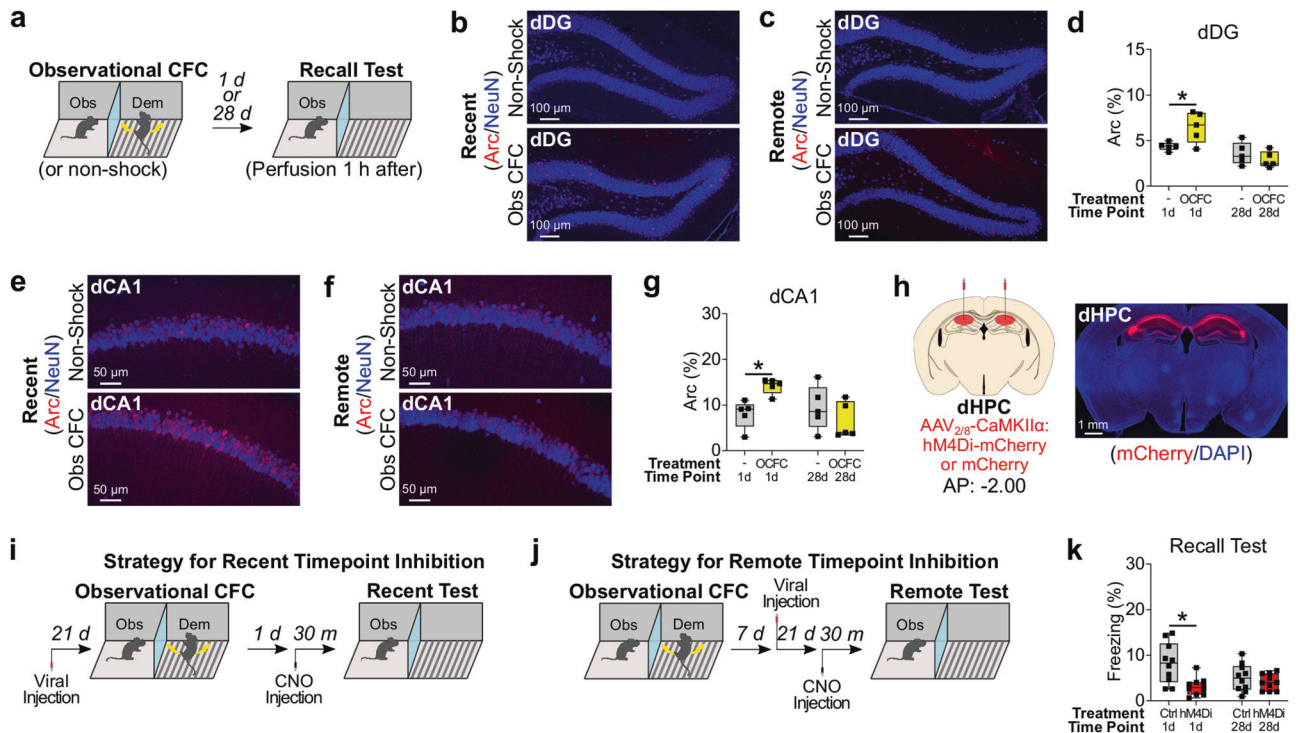 a
Observational CFC
1 d
or
28 d
Recall Test
Obs
Dem
Obs
(or non-shock)
(Perfusion 1 h after)
b
Recent
(Arc/NeuN)
Non-Shock
Obs CFC
dDG
100 µm
dDG
100 µm
c
Remote
(Arc/NeuN)
Non-Shock
Obs CFC
dDG
100 µm
dDG
100 µm
d
dDG
Arc (%)
15
10
5
0
Treatment - OCFC - OCFC
Time Point 1d 1d 28d 28d
*
e
Recent
(Arc/NeuN)
Non-Shock
Obs CFC
dCA1
50 µm
dCA1
50 µm
f
Remote
(Arc/NeuN)
Non-Shock
Obs CFC
dCA1
50 µm
dCA1
50 µm
g
dCA1
Arc (%)
30
20
10
0
*
Treatment - OCFC - OCFC
Time Point 1d 1d 28d 28d
h
dHPC
AAV2/8-CaMKIIα:
hM4Di-mCherry
or mCherry
AP: -2.00
dHPC
1 mm
(mCherry/DAPI)
i
Strategy for Recent Timepoint Inhibition
Observational CFC
Recent Test
21 d
Obs
Dem
1 d
30 m
Viral
Injection
CNO
Injection
j
Strategy for Remote Timepoint Inhibition
Observational CFC
Viral
Injection
Remote Test
Obs
Dem
7 d
21 d
30 m
CNO
Injection
k
Recall Test
Freezing (%)
30
20
10
0
*
Treatment Ctrl hM4Di Ctrl hM4Di
Time Point 1d 1d 28d 28d